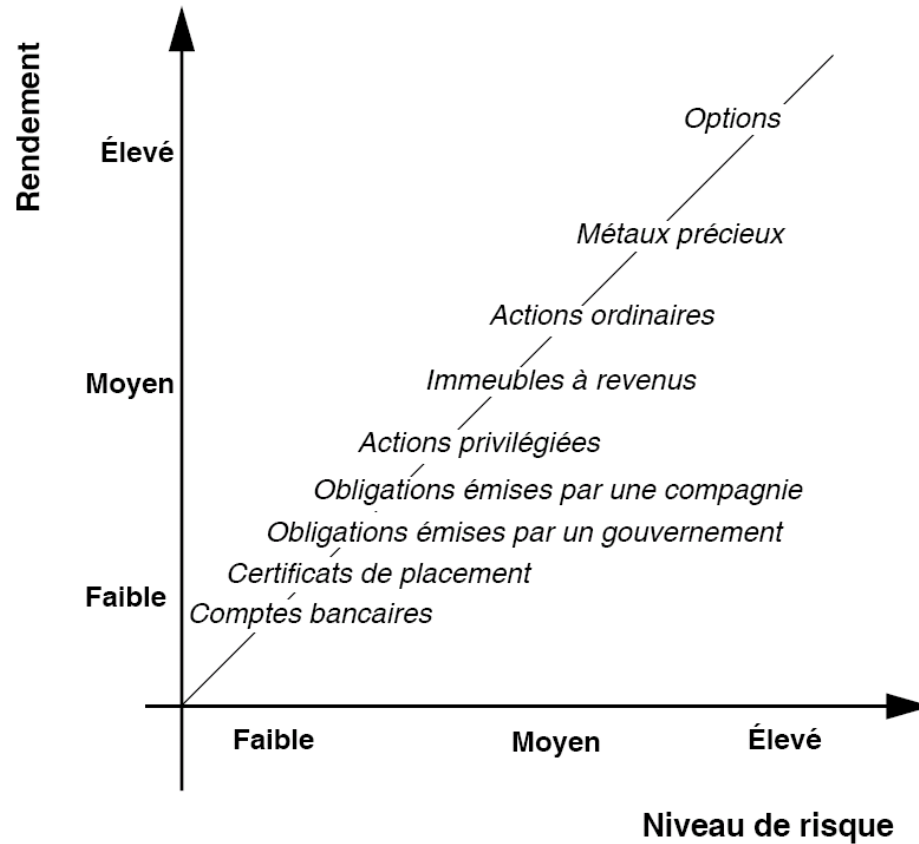 Rendement
Élevé
Options
Métaux précieux
Actions ordinaires
Moyen
Immeubles à revenus
Actions privilégiées
Obligations émises par une compagnie
Obligations émises par un gouvernement
Certificats de placement
Faible
Comptes bancaires
Faible
Moyen
Élevé
Niveau de risque